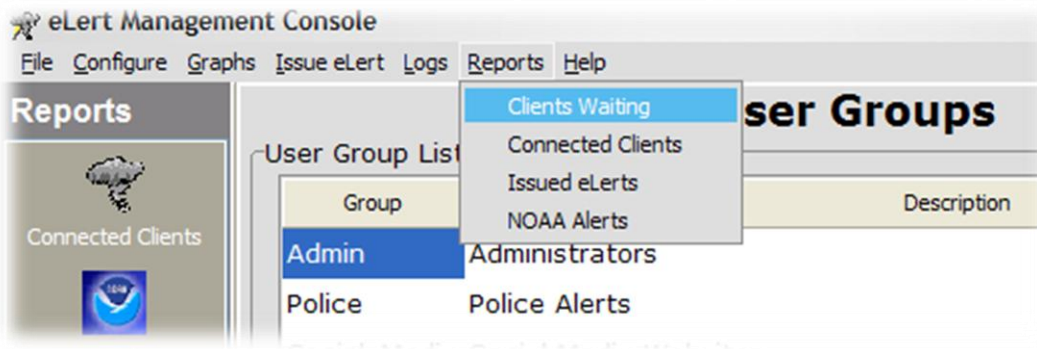 eLert Management Console
File Configure Graphs Issue eLert Logs Reports Help
Reports
Clients Waiting
Connected Clients
Issued eLerts
NOAA Alerts
ser Groups
User Group List
Group Description
Connected Clients
Admin Administrators
Police Police Alerts